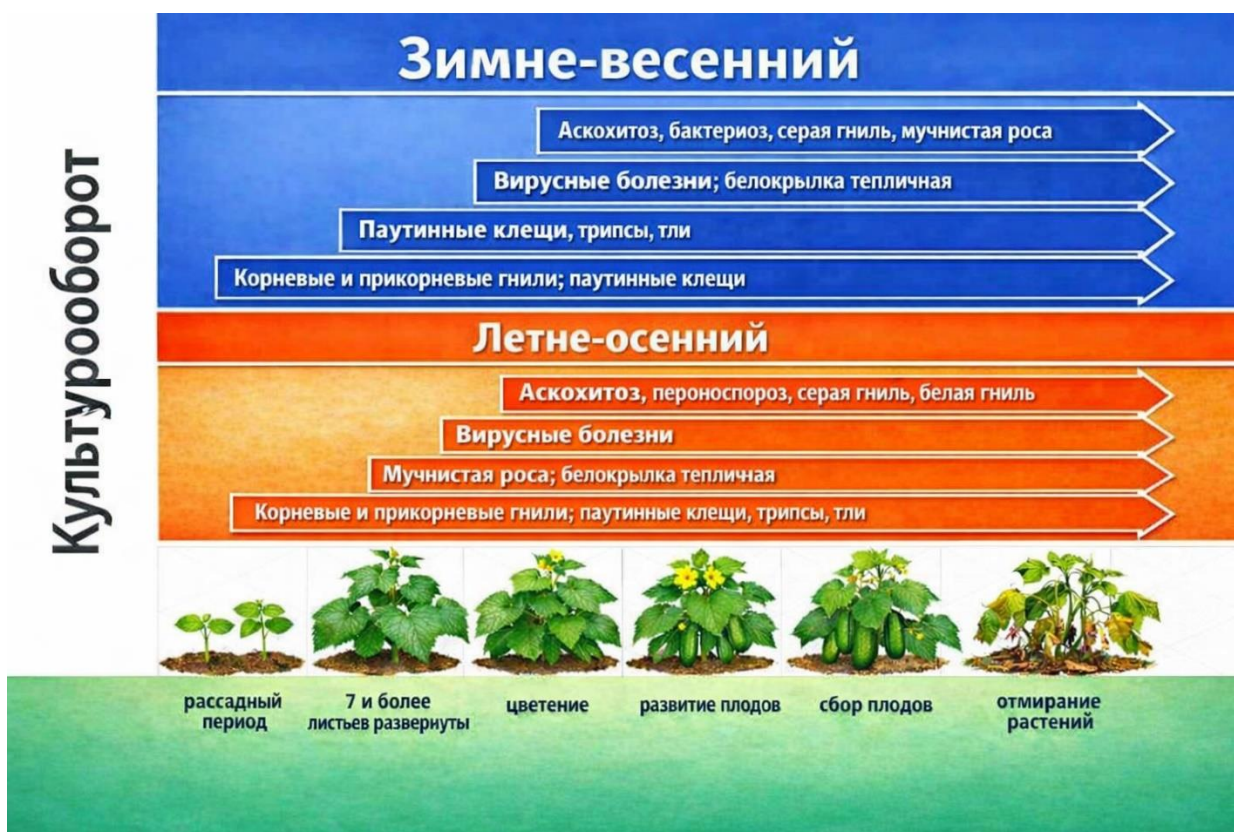 Культурооборот
Зимне-весенний
Аскохитоз, бактериоз, серая гниль, мучнистая роса
Вирусные болезни; белокрылка тепличная
Паутинные клещи, трипсы, тли
Корневые и прикорневые гнили; паутинные клещи
Летне-осенний
Аскохитоз, пероноспороз, серая гниль, белая гниль
Вирусные болезни
Мучнистая роса; белокрылка тепличная
Корневые и прикорневые гнили; паутинные клещи, трипсы, тли
рассадный
период
7 и более
листьев развернуты
цветение
развитие плодов
сбор плодов
отмирание
растений